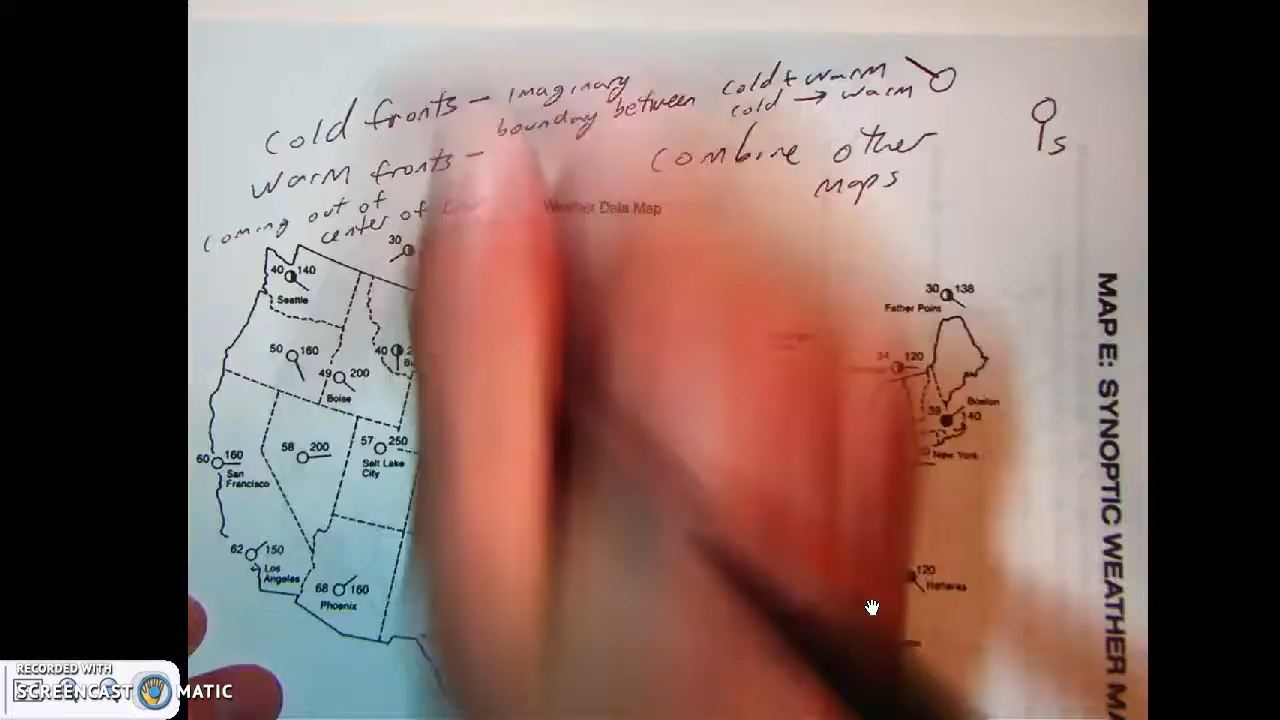 Cold fronts - imaginary
boundary between cold + warm
cold → warm
warm fronts -
coming out of
center of Low
Combine other
maps
S
Weather Data Map
MAP E: SYNOPTIC WEATHER MA
30
40 140
Seattle
50 160
49 200
Boise
40 2
58 200
57 250
Salt Lake
City
60 160
San
Francisco
62 150
Los
Angeles
68 160
Phoenix
30 138
Father Point
34 120
Boston
39 140
New York
120
Hatteras
RECORDED WITH
SCREENCAST MATIC